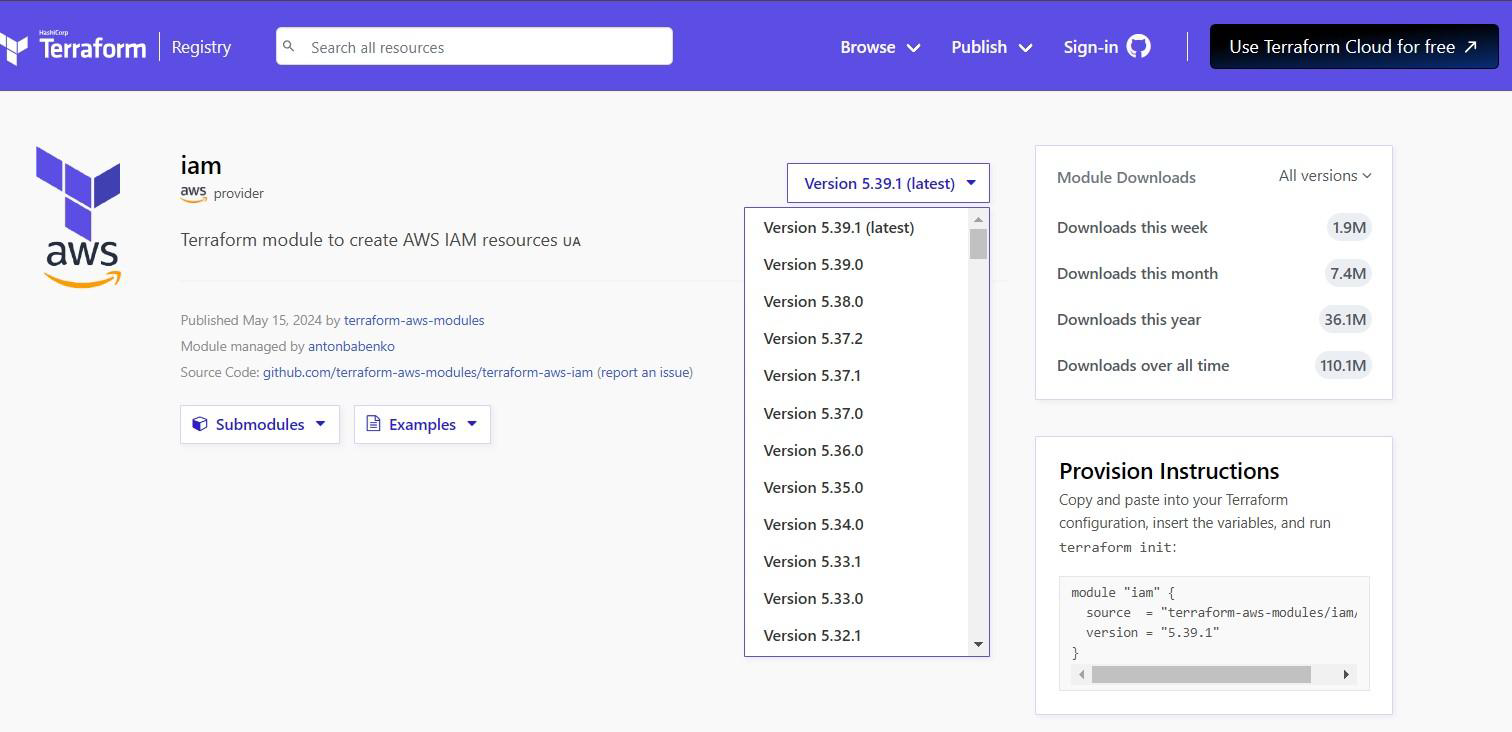 HashiCorp
Terraform
Registry
Search all resources
Browse
Publish
Sign-in
Use Terraform Cloud for free
aws
iam
aws provider
Terraform module to create AWS IAM resources UA
Published May 15, 2024 by terraform-aws-modules
Module managed by antonbabenko
Source Code: github.com/terraform-aws-modules/terraform-aws-iam (report an issue)
Submodules
Examples
Version 5.39.1 (latest)
Version 5.39.1 (latest)
Version 5.39.0
Version 5.38.0
Version 5.37.2
Version 5.37.1
Version 5.37.0
Version 5.36.0
Version 5.35.0
Version 5.34.0
Version 5.33.1
Version 5.33.0
Version 5.32.1
Module Downloads
All versions
Downloads this week 1.9M
Downloads this month 7.4M
Downloads this year 36.1M
Downloads over all time 110.1M
Provision Instructions
Copy and paste into your Terraform
configuration, insert the variables, and run
terraform init:
module "iam" {
source = "terraform-aws-modules/iam/
version = "5.39.1"
}